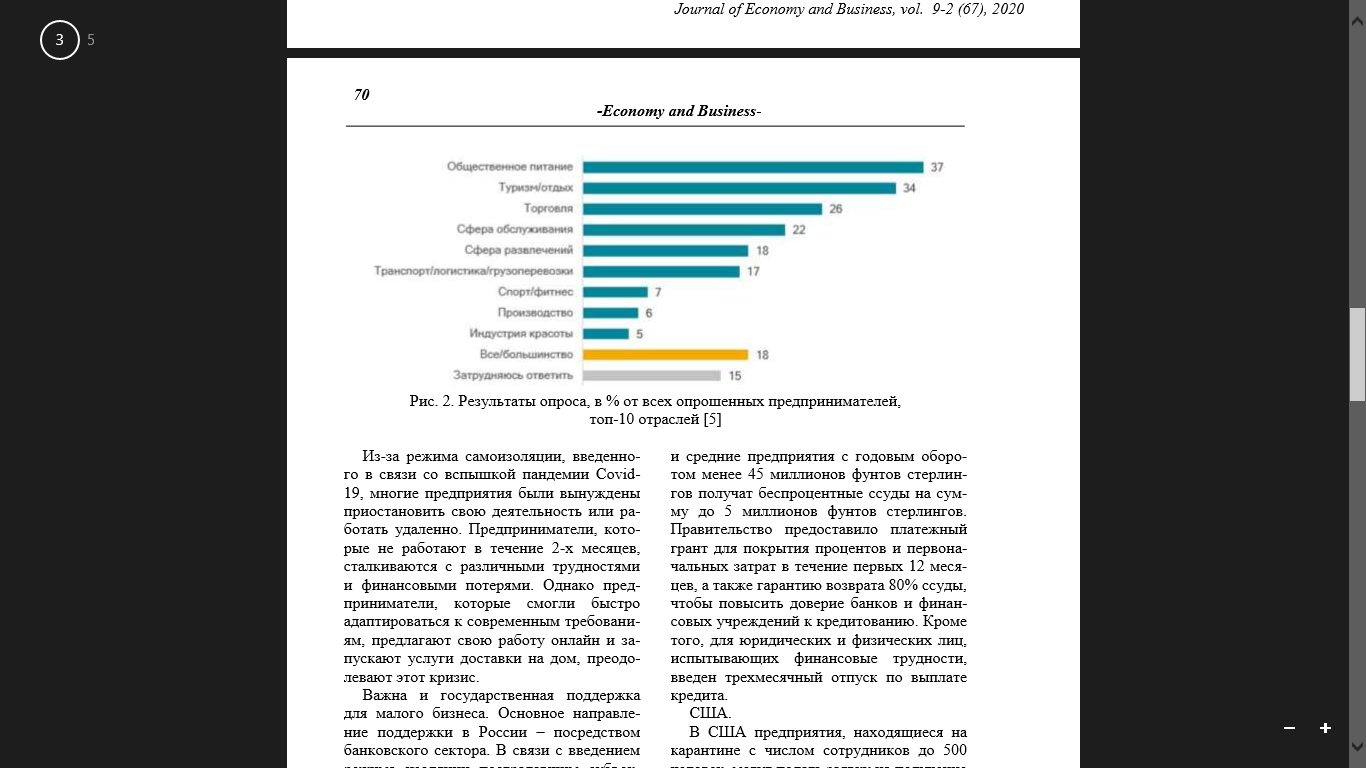 Journal of Economy and Business, vol. 9-2 (67), 2020
3 5
70
-Economy and Business-
Общественное питание 37
Туризм/отдых 34
Торговля 26
Сфера обслуживания 22
Сфера развлечений 18
Транспорт/логистика/грузоперевозки 17
Спорт/фитнес 7
Производство 6
Индустрия красоты 5
Все/большинство 18
Затрудняюсь ответить 15
Рис. 2. Результаты опроса, в % от всех опрошенных предпринимателей,
топ-10 отраслей [5]
Из-за режима самоизоляции, введенно-
го в связи со вспышкой пандемии Covid-
19, многие предприятия были вынуждены
приостановить свою деятельность или ра-
ботать удаленно. Предприниматели, кото-
рые не работают в течение 2-х месяцев,
сталкиваются с различными трудностями
и финансовыми потерями. Однако пред-
приниматели, которые смогли быстро
адаптироваться к современным требовани-
ям, предлагают свою работу онлайн и за-
пускают услуги доставки на дом, преодо-
левают этот кризис.
Важна и государственная поддержка
для малого бизнеса. Основное направле-
ние поддержки в России – посредством
банковского сектора. В связи с введением
и средние предприятия с годовым оборо-
том менее 45 миллионов фунтов стерлин-
гов получат беспроцентные ссуды на сум-
му до 5 миллионов фунтов стерлингов.
Правительство предоставило платежный
грант для покрытия процентов и первона-
чальных затрат в течение первых 12 меся-
цев, а также гарантию возврата 80% ссуды,
чтобы повысить доверие банков и финан-
совых учреждений к кредитованию. Кроме
того, для юридических и физических лиц,
испытывающих финансовые трудности,
введен трехмесячный отпуск по выплате
кредита.
США.
В США предприятия, находящиеся на
карантине с числом сотрудников до 500